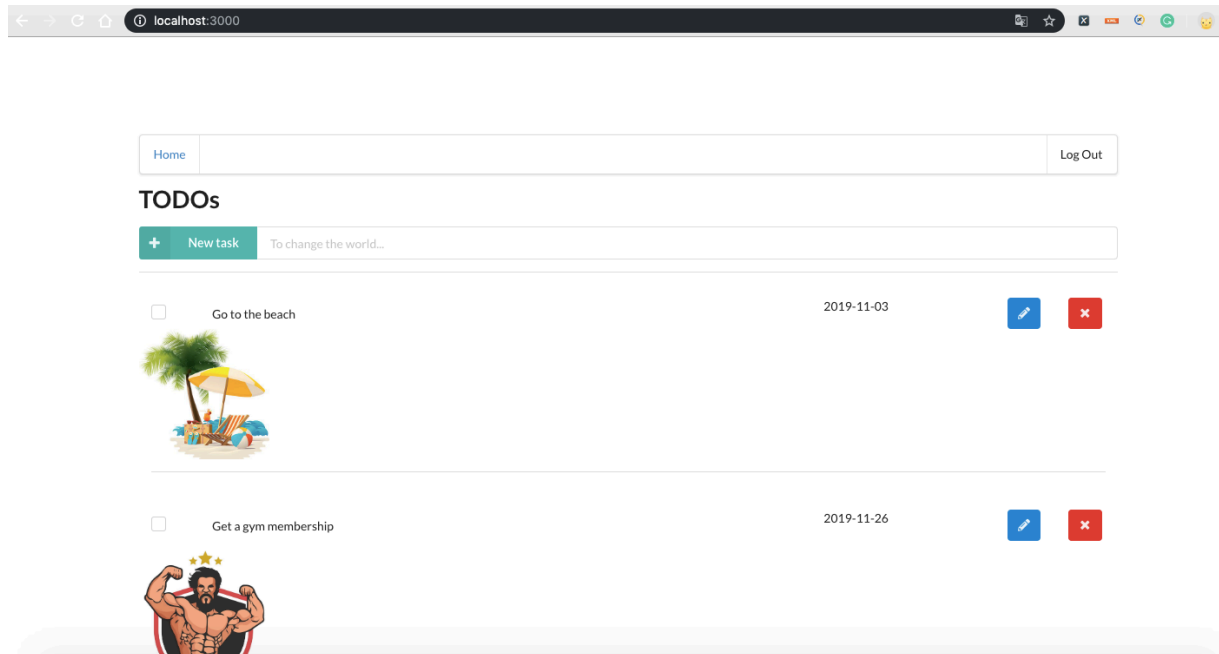 localhost:3000
Home
Log Out
TODOs
New task
To change the world...
Go to the beach
2019-11-03
Get a gym membership
2019-11-26